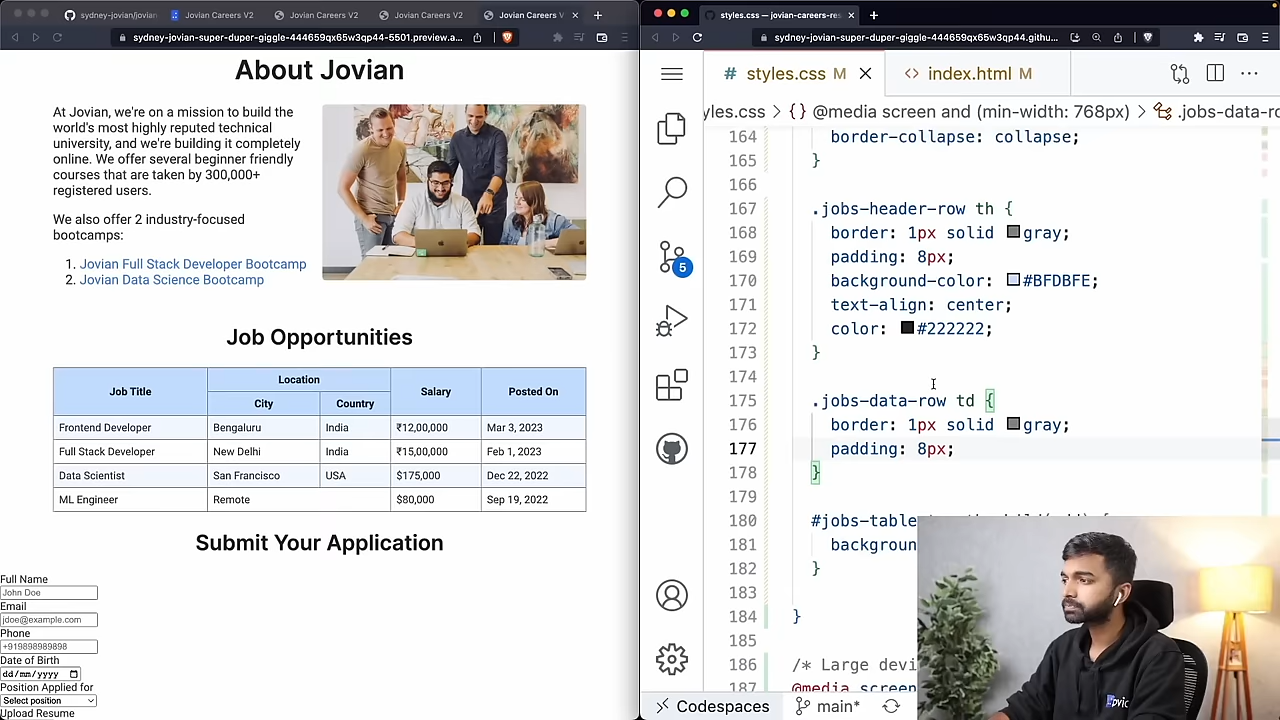 sydney-jovian/jovian
Jovian Careers V2
Jovian Careers V2
Jovian Careers V2
Jovian Careers V
styles.css — jovian-careers-res
sydney-jovian-super-duper-giggle-444659qx65w3qp44-5501.preview.a...
sydney-jovian-super-duper-giggle-444659qx65w3qp44.githu...
About Jovian
At Jovian, we're on a mission to build the
world's most highly reputed technical
university, and we're building it completely
online. We offer several beginner friendly
courses that are taken by 300,000+
registered users.
We also offer 2 industry-focused
bootcamps:
1. Jovian Full Stack Developer Bootcamp
2. Jovian Data Science Bootcamp
Job Opportunities
Job Title Location Salary Posted On
City Country
Frontend Developer Bengaluru India ₹12,00,000 Mar 3, 2023
Full Stack Developer New Delhi India ₹15,00,000 Feb 1, 2023
Data Scientist San Francisco USA $175,000 Dec 22, 2022
ML Engineer Remote $80,000 Sep 19, 2022
Submit Your Application
Full Name
John Doe
Email
jdoe@example.com
Phone
+919898989898
Date of Birth
dd/mm/yyyy
Position Applied for
Select position
Upload Resume
# styles.css M
<> index.html M
yles.css > {} @media screen and (min-width: 768px) > .jobs-data-ro
164 border-collapse: collapse;
165 }
166
167 .jobs-header-row th {
168 border: 1px solid gray;
169 padding: 8px;
170 background-color: #BFDBFE;
171 text-align: center;
172 color: #222222;
173 }
174
175 .jobs-data-row td {
176 border: 1px solid gray;
177 padding: 8px;
178 }
179
180 #jobs-table
181 backgroun
182 }
183
184 }
185
186 /* Large devi
187 @media screen
5
Codespaces
main*